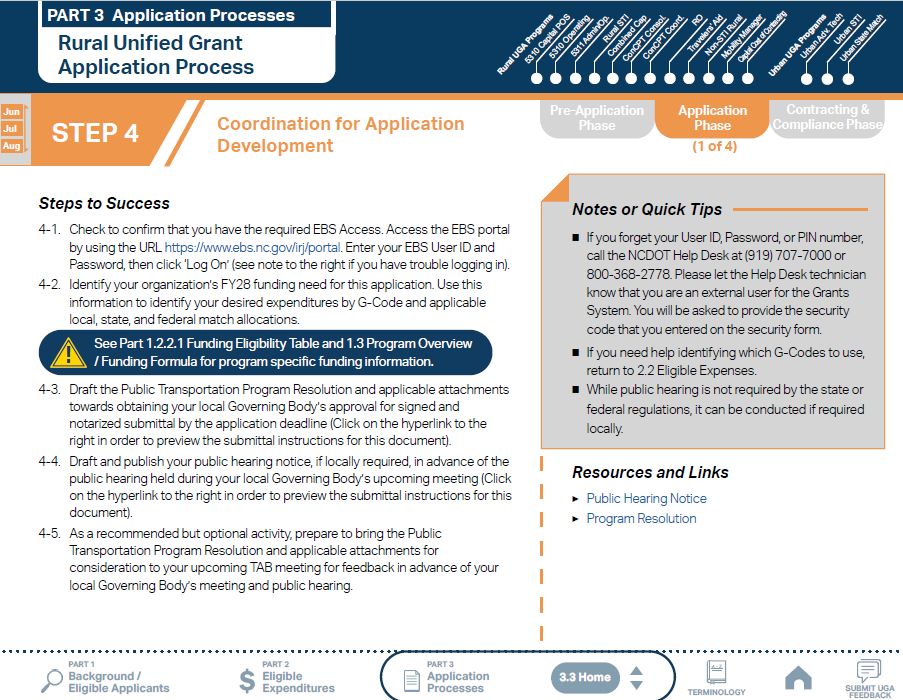 PART 3 Application Processes
Rural Unified Grant
Application Process
Rural UGA Programs
5310 Capital POS
5310 Operating
5311 Admin/Op.
Rural STI
Combined Cap.
ConCPT Consol.
ConCPT Coord.
RO
Travelers' Aid
Non-STI Rural
Mobility Manager
Capital Cost of Contracting
Urban UGA Programs
Urban Adv. Tech
Urban STI
Urban State Match
Jun
Jul
Aug
STEP 4
Coordination for Application
Development
Pre-Application
Phase
Application
Phase
(1 of 4)
Contracting &
Compliance Phase
Steps to Success
4-1. Check to confirm that you have the required EBS Access. Access the EBS portal
by using the URL https://www.ebs.nc.gov/irj/portal. Enter your EBS User ID and
Password, then click 'Log On' (see note to the right if you have trouble logging in).
4-2. Identify your organization's FY28 funding need for this application. Use this
information to identify your desired expenditures by G-Code and applicable
local, state, and federal match allocations.
See Part 1.2.2.1 Funding Eligibility Table and 1.3 Program Overview
/ Funding Formula for program specific funding information.
4-3. Draft the Public Transportation Program Resolution and applicable attachments
towards obtaining your local Governing Body's approval for signed and
notarized submittal by the application deadline (Click on the hyperlink to the
right in order to preview the submittal instructions for this document).
4-4. Draft and publish your public hearing notice, if locally required, in advance of the
public hearing held during your local Governing Body's upcoming meeting (Click
on the hyperlink to the right in order to preview the submittal instructions for this
document).
4-5. As a recommended but optional activity, prepare to bring the Public
Transportation Program Resolution and applicable attachments for
consideration to your upcoming TAB meeting for feedback in advance of your
local Governing Body's meeting and public hearing.
Notes or Quick Tips
■ If you forget your User ID, Password, or PIN number,
call the NCDOT Help Desk at (919) 707-7000 or
800-368-2778. Please let the Help Desk technician
know that you are an external user for the Grants
System. You will be asked to provide the security
code that you entered on the security form.
■ If you need help identifying which G-Codes to use,
return to 2.2 Eligible Expenses.
■ While public hearing is not required by the state or
federal regulations, it can be conducted if required
locally.
Resources and Links
► Public Hearing Notice
► Program Resolution
PART 1
Background /
Eligible Applicants
$
PART 2
Eligible
Expenditures
PART 3
Application
Processes
3.3 Home
TERMINOLOGY
SUBMIT UGA
FEEDBACK